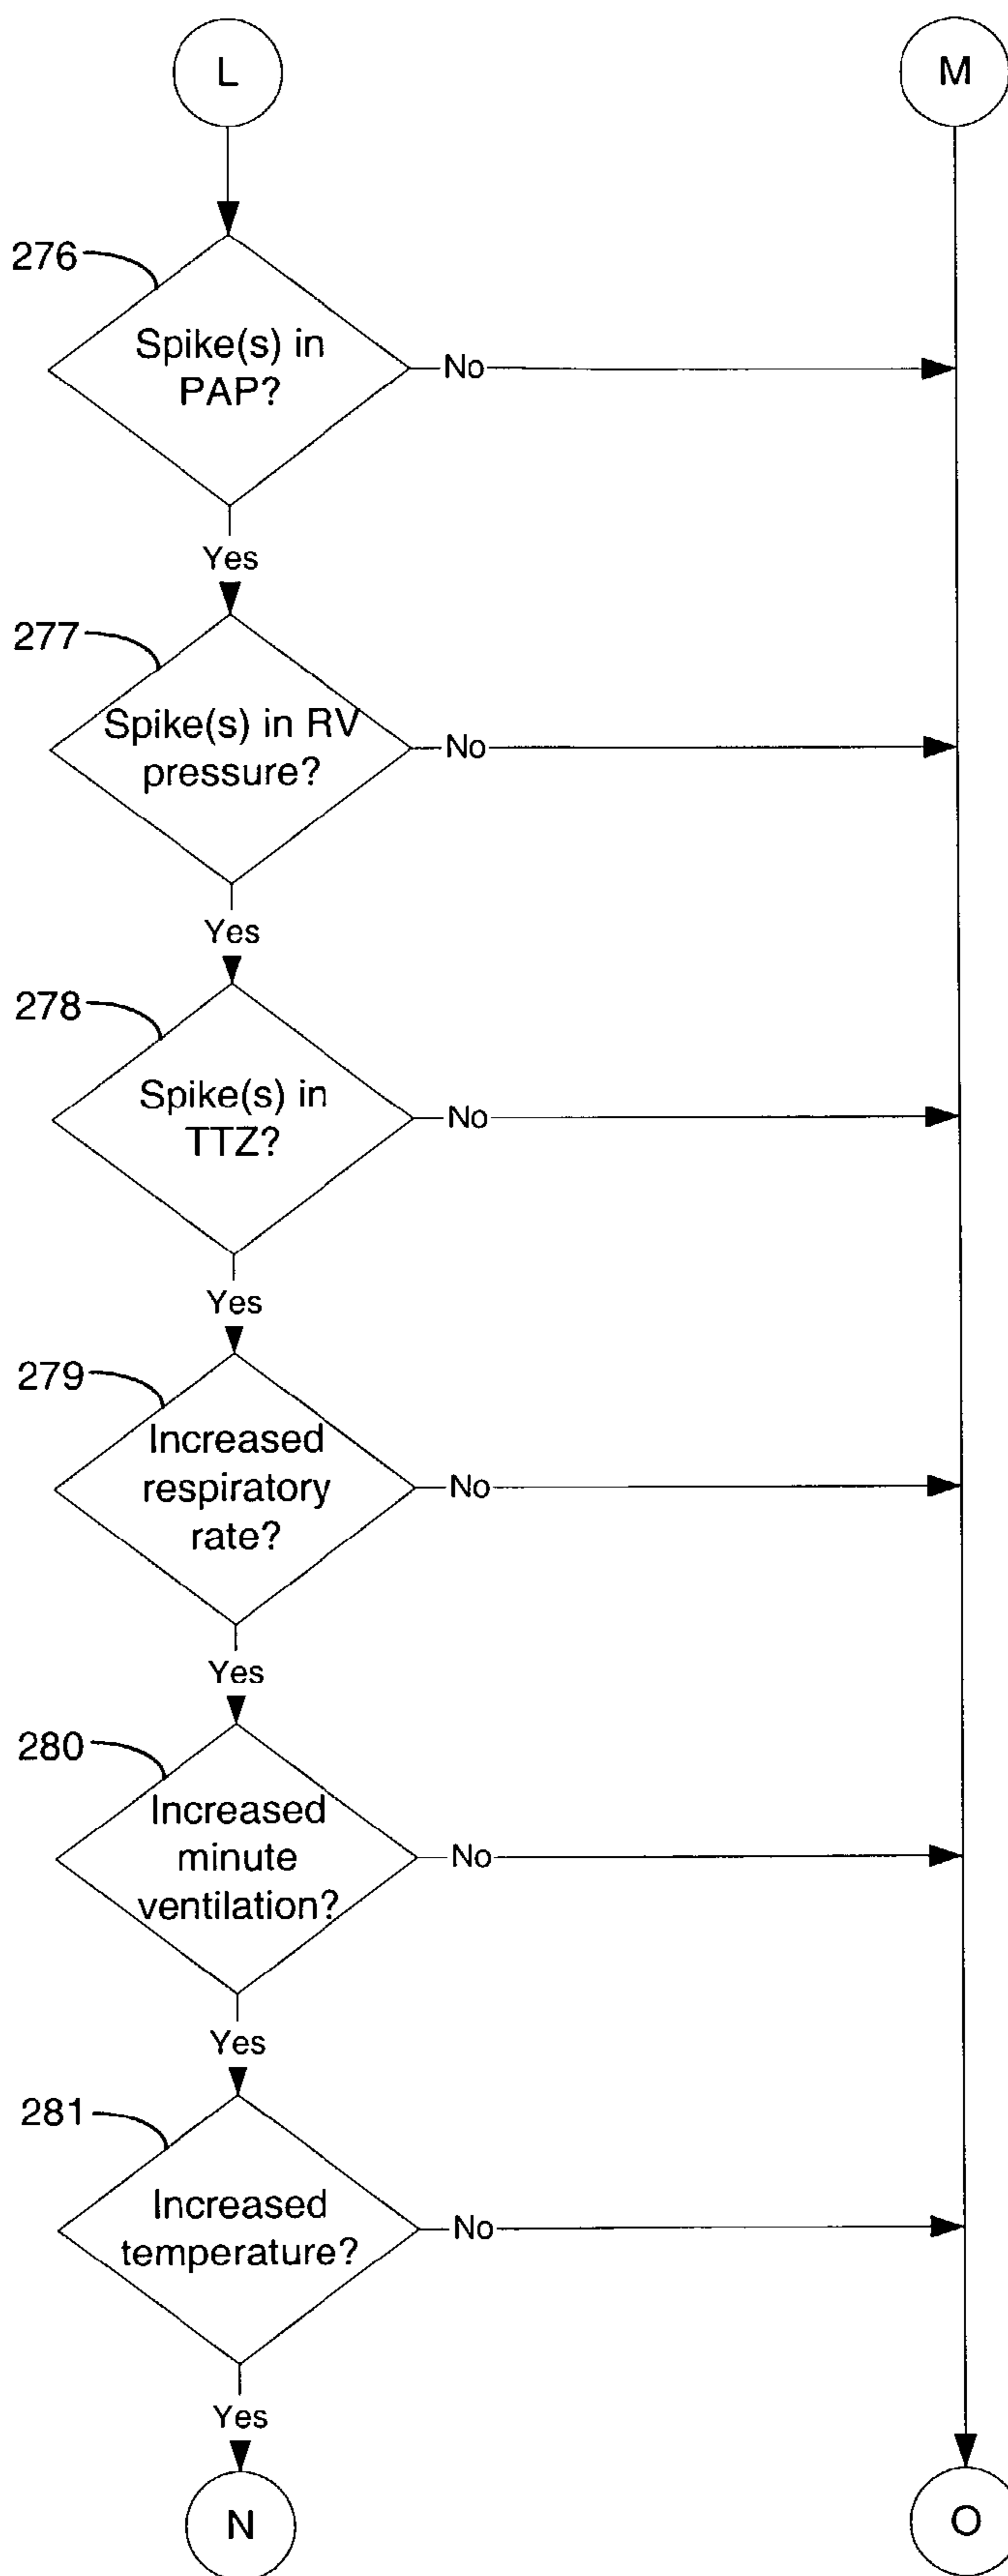 L
M
276
Spike(s) in
PAP?
No
Yes
277
Spike(s) in RV
pressure?
No
Yes
278
Spike(s) in
TTZ?
No
Yes
279
Increased
respiratory
rate?
No
Yes
280
Increased
minute
ventilation?
No
Yes
281
Increased
temperature?
No
Yes
N
O